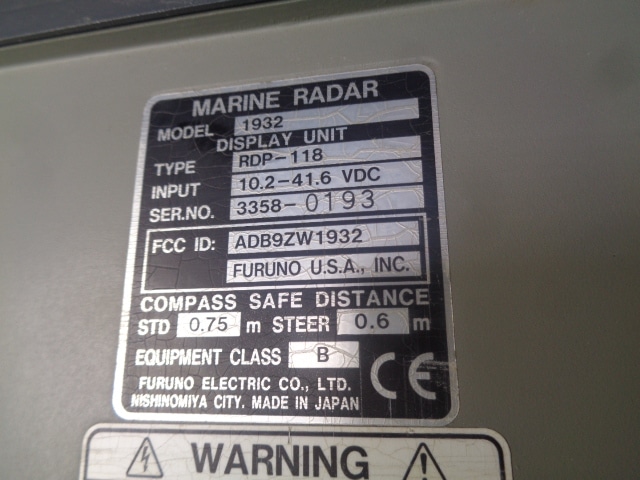 MARINE RADAR
MODEL 1932
DISPLAY UNIT
TYPE RDP-118
INPUT 10.2-41.6 VDC
SER.NO. 3358-0193
FCC ID: ADB9ZW1932
FURUNO U.S.A., INC.
COMPASS SAFE DISTANCE
STD 0.75 m STEER 0.6 m
EQUIPMENT CLASS B
FURUNO ELECTRIC CO., LTD.
NISHINOMIYA CITY. MADE IN JAPAN
CE
WARNING